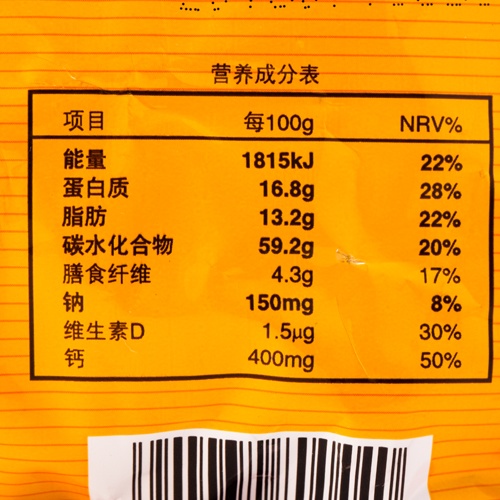 营养成分表
项目 每100g NRV%
能量 1815kJ 22%
蛋白质 16.8g 28%
脂肪 13.2g 22%
碳水化合物 59.2g 20%
膳食纤维 4.3g 17%
钠 150mg 8%
维生素D 1.5μg 30%
钙 400mg 50%